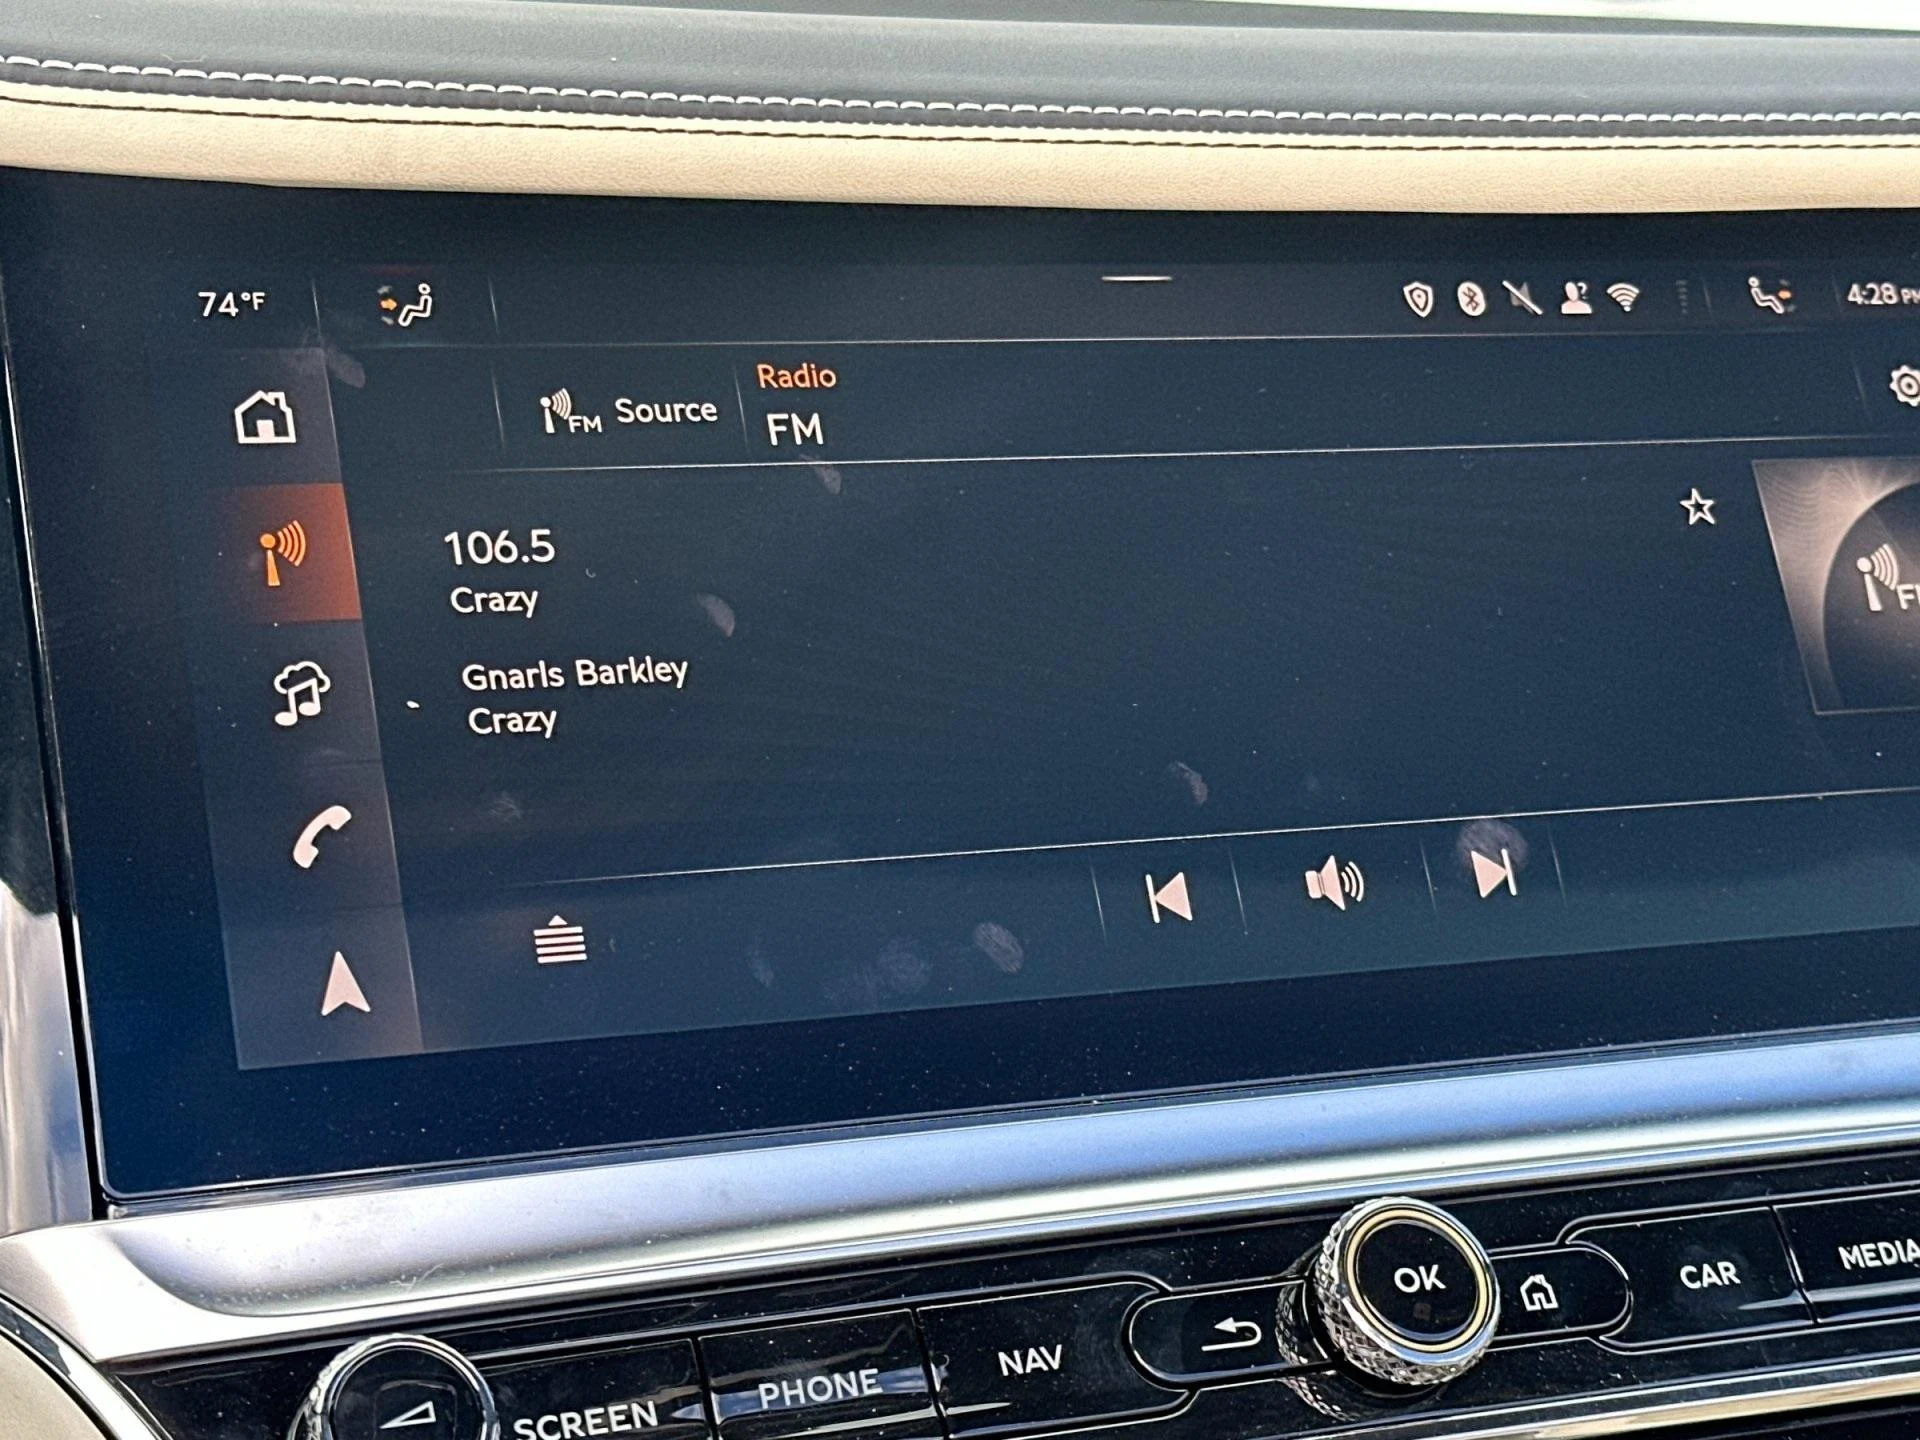 74°F
4:28 PM
FM Source
Radio
FM
106.5
Crazy
Gnarls Barkley
Crazy
OK
CAR
MEDIA
NAV
PHONE
SCREEN